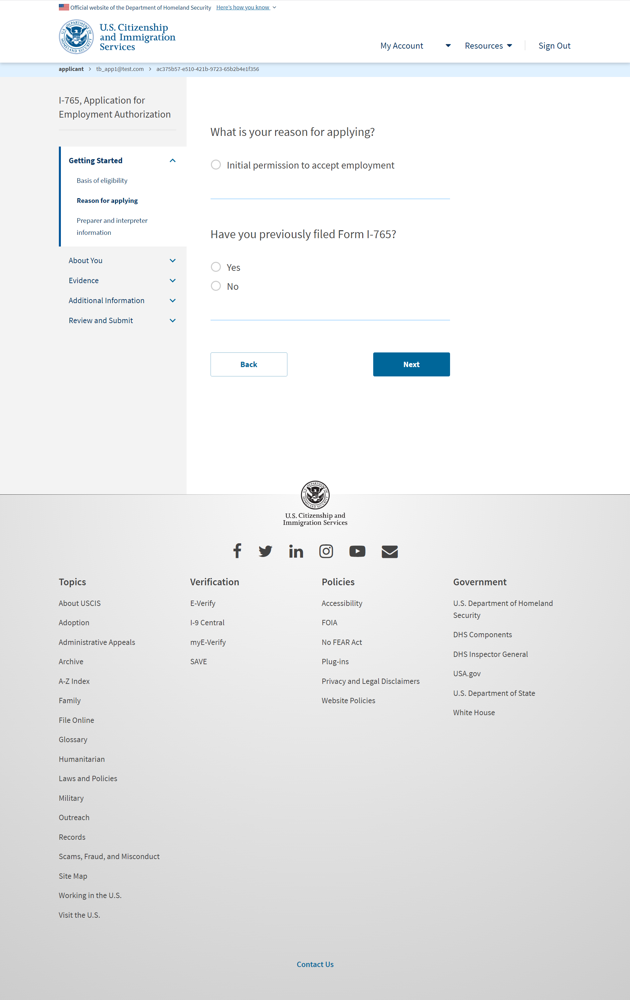 Official website of the Department of Homeland Security Here's how you know
U.S. Citizenship
and Immigration
Services
My Account Resources Sign Out
applicant > tb_app1@test.com > ac375b57-e510-421b-9723-65b2b4e1f356
I-765, Application for
Employment Authorization
Getting Started
Basis of eligibility
Reason for applying
Preparer and interpreter
information
About You
Evidence
Additional Information
Review and Submit
What is your reason for applying?
Initial permission to accept employment
Have you previously filed Form I-765?
Yes
No
Back
Next
U.S. DEPARTMENT OF HOMELAND SECURITY
U.S. Citizenship and
Immigration Services
Topics
About USCIS
Adoption
Administrative Appeals
Archive
A-Z Index
Family
File Online
Glossary
Humanitarian
Laws and Policies
Military
Outreach
Records
Scams, Fraud, and Misconduct
Site Map
Working in the U.S.
Visit the U.S.
Verification
E-Verify
I-9 Central
myE-Verify
SAVE
Policies
Accessibility
FOIA
No FEAR Act
Plug-ins
Privacy and Legal Disclaimers
Website Policies
Government
U.S. Department of Homeland
Security
DHS Components
DHS Inspector General
USA.gov
U.S. Department of State
White House
Contact Us